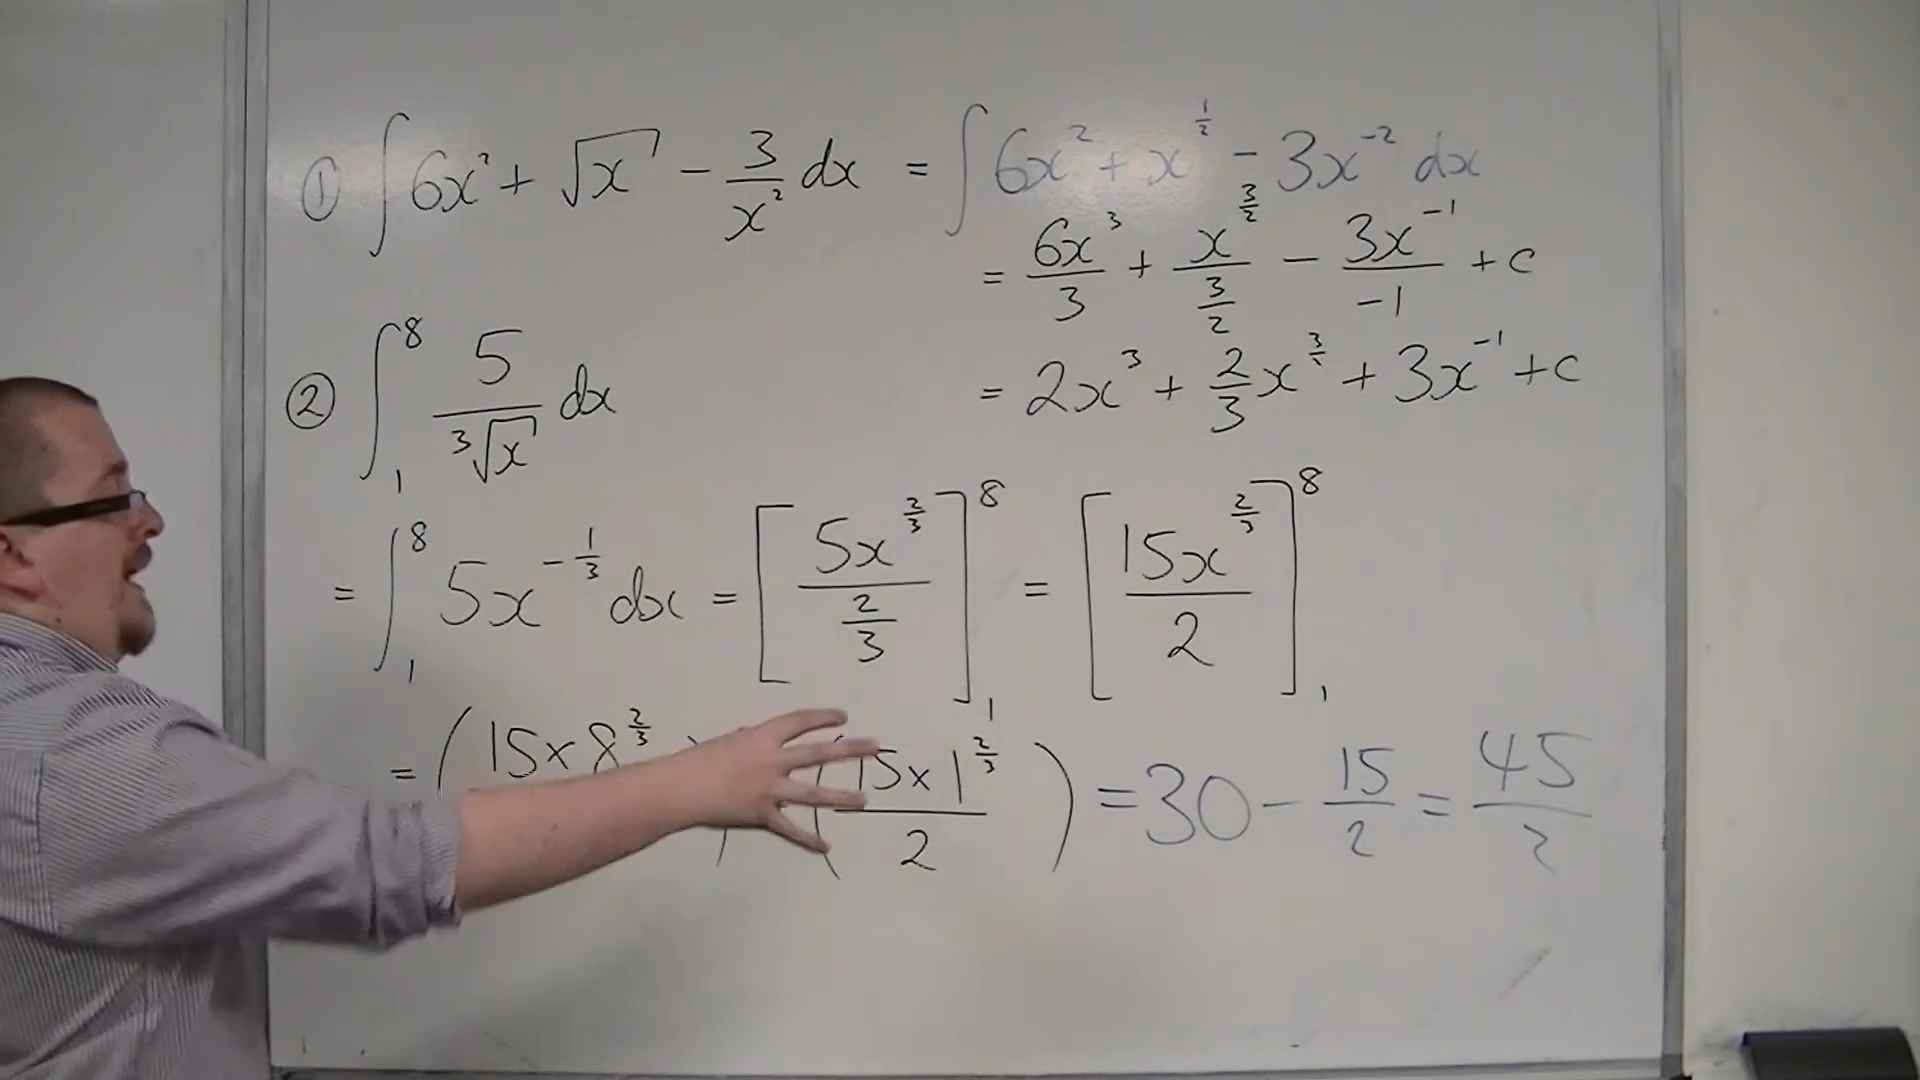 ① ∫ 6x² + √x − 3/x² dx = ∫ 6x² + x^(1/2) − 3x^(−2) dx
= 6x³/3 + x^(3/2)/(3/2) − 3x^(−1)/(−1) + c
= 2x³ + 2/3 x^(3/2) + 3x^(−1) + c
② ∫₁⁸ 5/∛x dx
= ∫₁⁸ 5x^(−1/3) dx = [5x^(2/3)/(2/3)]₁⁸ = [15x^(2/3)/2]₁⁸
= (15×8^(2/3) ) (15×1^(2/3)/2) = 30 − 15/2 = 45/2